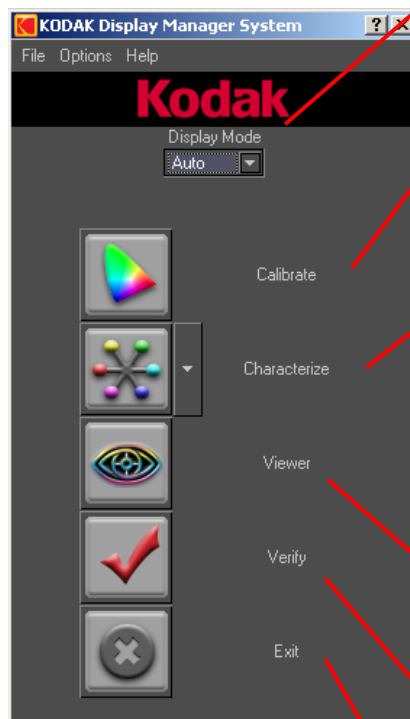 KODAK Display Manager System
File Options Help
Kodak
Display Mode
Auto
Calibrate
Characterize
Viewer
Verify
Exit